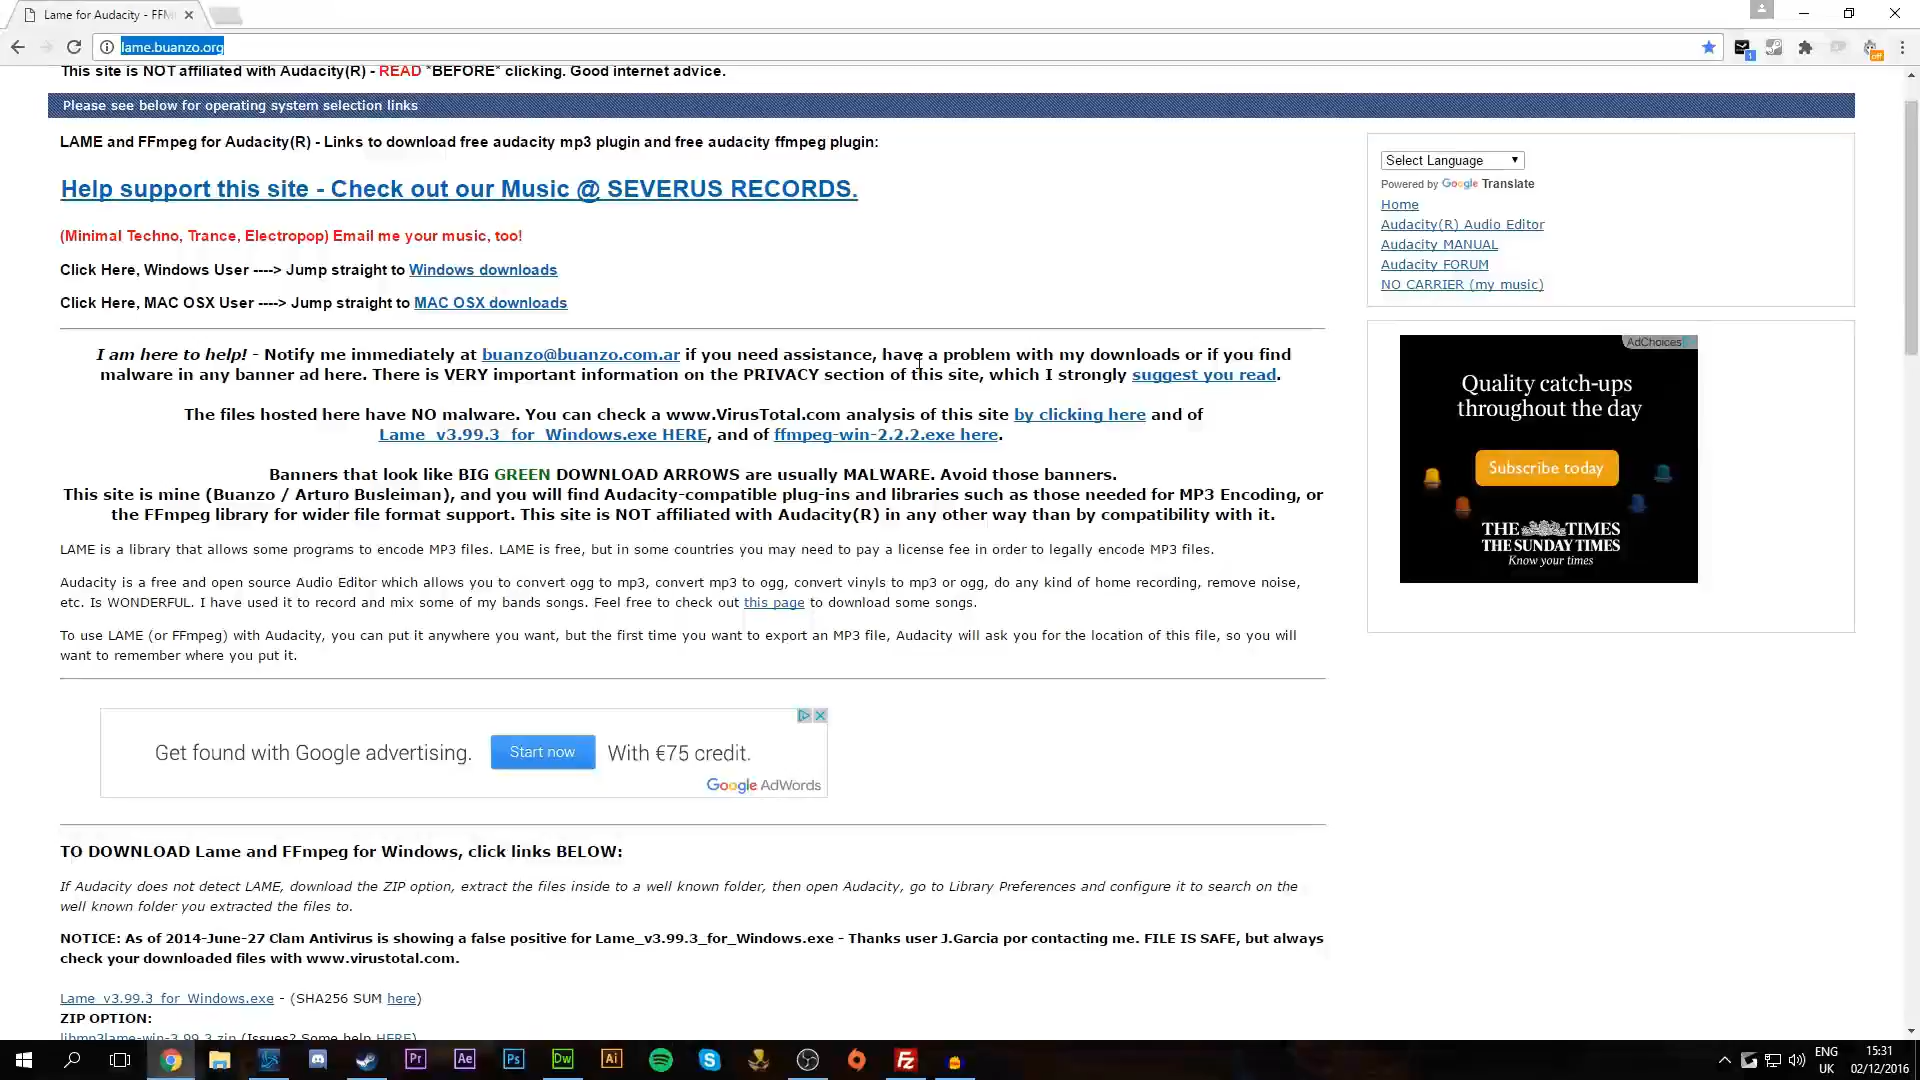 Lame for Audacity - FFM
lame.buanzo.org
This site is NOT affiliated with Audacity(R) - READ *BEFORE* clicking. Good internet advice.
Please see below for operating system selection links
LAME and FFmpeg for Audacity(R) - Links to download free audacity mp3 plugin and free audacity ffmpeg plugin:
Help support this site - Check out our Music @ SEVERUS RECORDS.
(Minimal Techno, Trance, Electropop) Email me your music, too!
Click Here, Windows User ----> Jump straight to Windows downloads
Click Here, MAC OSX User ----> Jump straight to MAC OSX downloads
I am here to help! - Notify me immediately at buanzo@buanzo.com.ar if you need assistance, have a problem with my downloads or if you find
malware in any banner ad here. There is VERY important information on the PRIVACY section of this site, which I strongly suggest you read.
The files hosted here have NO malware. You can check a www.VirusTotal.com analysis of this site by clicking here and of
Lame_v3.99.3_for_Windows.exe HERE, and of ffmpeg-win-2.2.2.exe here.
Banners that look like BIG GREEN DOWNLOAD ARROWS are usually MALWARE. Avoid those banners.
This site is mine (Buanzo / Arturo Busleiman), and you will find Audacity-compatible plug-ins and libraries such as those needed for MP3 Encoding, or
the FFmpeg library for wider file format support. This site is NOT affiliated with Audacity(R) in any other way than by compatibility with it.
LAME is a library that allows some programs to encode MP3 files. LAME is free, but in some countries you may need to pay a license fee in order to legally encode MP3 files.
Audacity is a free and open source Audio Editor which allows you to convert ogg to mp3, convert mp3 to ogg, convert vinyls to mp3 or ogg, do any kind of home recording, remove noise,
etc. Is WONDERFUL. I have used it to record and mix some of my bands songs. Feel free to check out this page to download some songs.
To use LAME (or FFmpeg) with Audacity, you can put it anywhere you want, but the first time you want to export an MP3 file, Audacity will ask you for the location of this file, so you will
want to remember where you put it.
Get found with Google advertising. Start now With €75 credit.
Google AdWords
TO DOWNLOAD Lame and FFmpeg for Windows, click links BELOW:
If Audacity does not detect LAME, download the ZIP option, extract the files inside to a well known folder, then open Audacity, go to Library Preferences and configure it to search on the
well known folder you extracted the files to.
NOTICE: As of 2014-June-27 Clam Antivirus is showing a false positive for Lame_v3.99.3_for_Windows.exe - Thanks user J.Garcia por contacting me. FILE IS SAFE, but always
check your downloaded files with www.virustotal.com.
Lame_v3.99.3_for_Windows.exe - (SHA256 SUM here)
ZIP OPTION:
libmp3lame-win-3.99.3.zip (Issues? Some help HERE)
Select Language
Powered by Google Translate
Home
Audacity(R) Audio Editor
Audacity MANUAL
Audacity FORUM
NO CARRIER (my music)
AdChoices
Quality catch-ups
throughout the day
Subscribe today
THE TIMES
THE SUNDAY TIMES
Know your times
1
off
Pr
Ae
Ps
Dw
Ai
Fz
ENG
UK
15:31
02/12/2016